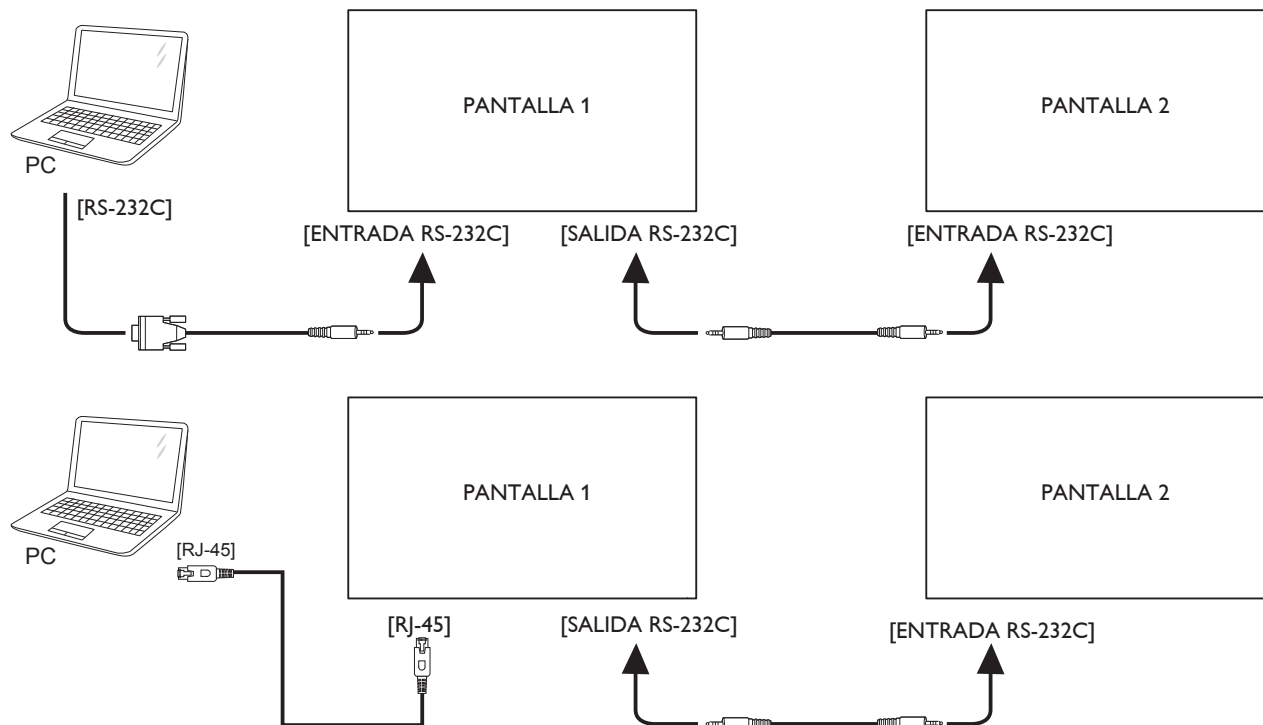 PANTALLA 1
PANTALLA 2
PC
[RS-232C]
[ENTRADA RS-232C]
[SALIDA RS-232C]
[ENTRADA RS-232C]
PANTALLA 1
PANTALLA 2
PC
[RJ-45]
[RJ-45]
[SALIDA RS-232C]
[ENTRADA RS-232C]